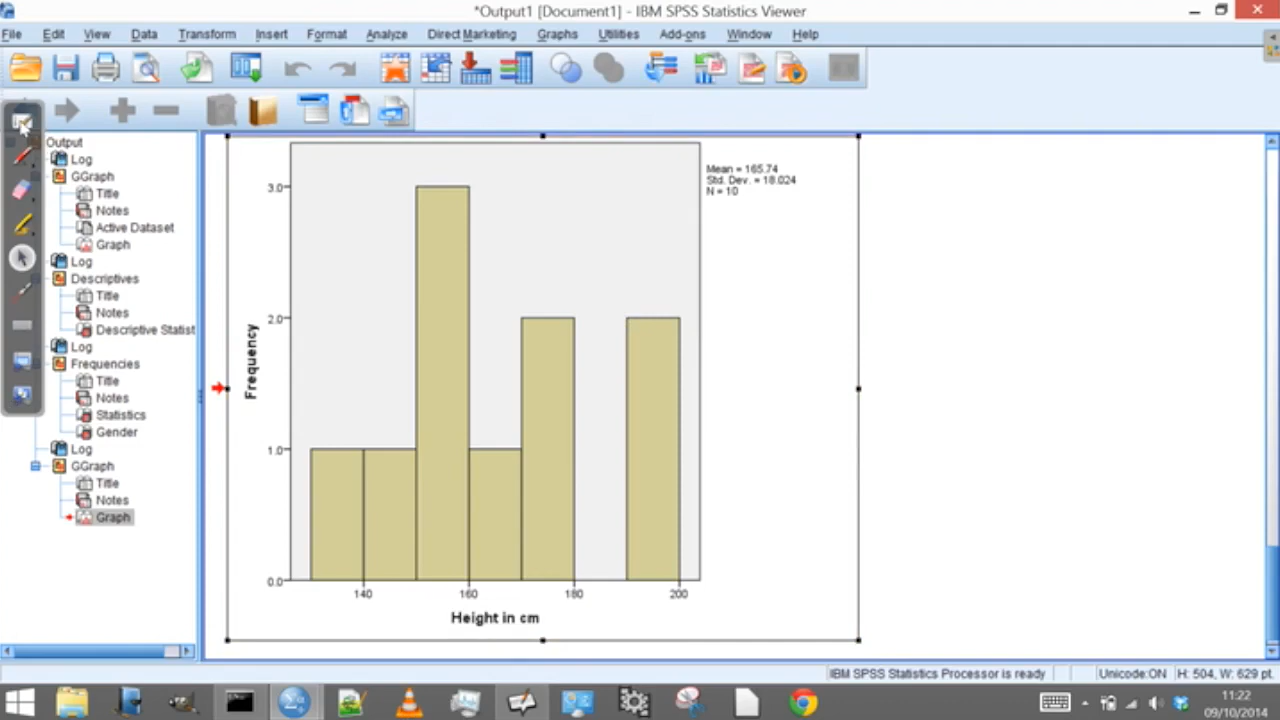 *Output1 [Document1] - IBM SPSS Statistics Viewer
File Edit View Data Transform Insert Format Analyze Direct Marketing Graphs Utilities Add-ons Window Help
Output
Log
GGraph
Title
Notes
Active Dataset
Graph
Log
Descriptives
Title
Notes
Descriptive Statist
Log
Frequencies
Title
Notes
Statistics
Gender
Log
GGraph
Title
Notes
Graph
Mean = 165.74
Std. Dev. = 18.024
N = 10
3.0
2.0
1.0
0.0
Frequency
140 160 180 200
Height in cm
IBM SPSS Statistics Processor is ready Unicode:ON H: 504, W: 629 pt.
11:22
09/10/2014